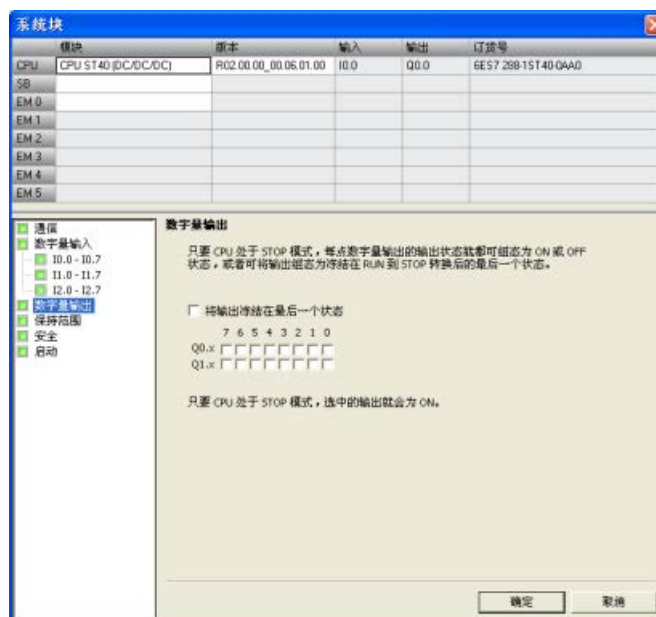 系统块
模块 版本 输入 输出 订货号
CPU CPU ST40 (DC/DC/DC) R02.00.00_00.06.01.00 I0.0 Q0.0 6ES7 288-1ST40-0AA0
SB
EM 0
EM 1
EM 2
EM 3
EM 4
EM 5
通信
数字量输入
I0.0 - I0.7
I1.0 - I1.7
I2.0 - I2.7
数字量输出
保持范围
安全
启动
数字量输出
只要 CPU 处于 STOP 模式，每点数字量输出的输出状态就都可组态为 ON 或 OFF
状态，或者可将输出组态为冻结在 RUN 到 STOP 转换后的最后一个状态。
将输出冻结在最后一个状态
7 6 5 4 3 2 1 0
Q0.x
Q1.x
只要 CPU 处于 STOP 模式，选中的输出就会为 ON。
确定 取消